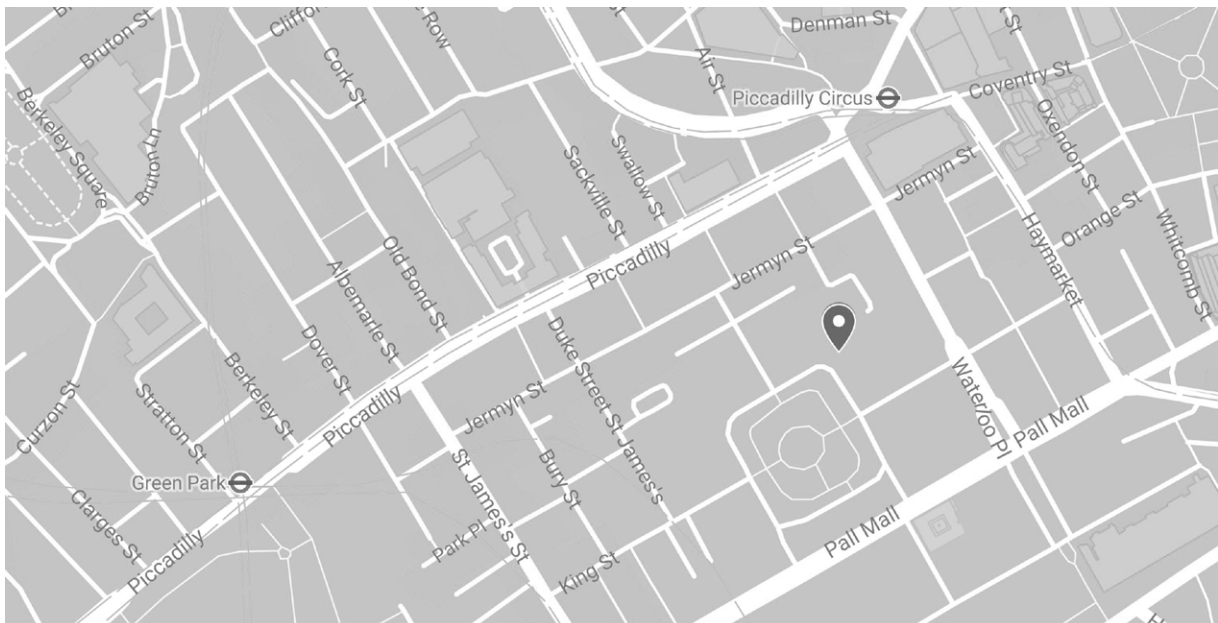 Bruton St
Clifford
Row
Denman St
Cork St
Air St
Coventry St
Piccadilly Circus
Berkeley Square
Bruton Ln
Oxendon St
Sackville St
Swallow St
Jermyn St
Orange St
Whitcomb St
Old Bond St
Piccadilly
Jermyn St
Haymarket
Albemarle St
Dover St
Duke Street St James's
Berkeley St
Waterloo Pl
Curzon St
Stratton St
Piccadilly
Jermyn St
Pall Mall
Green Park
St James's St
Bury St
Clarges St
Park Pl
Pall Mall
Piccadilly
King St